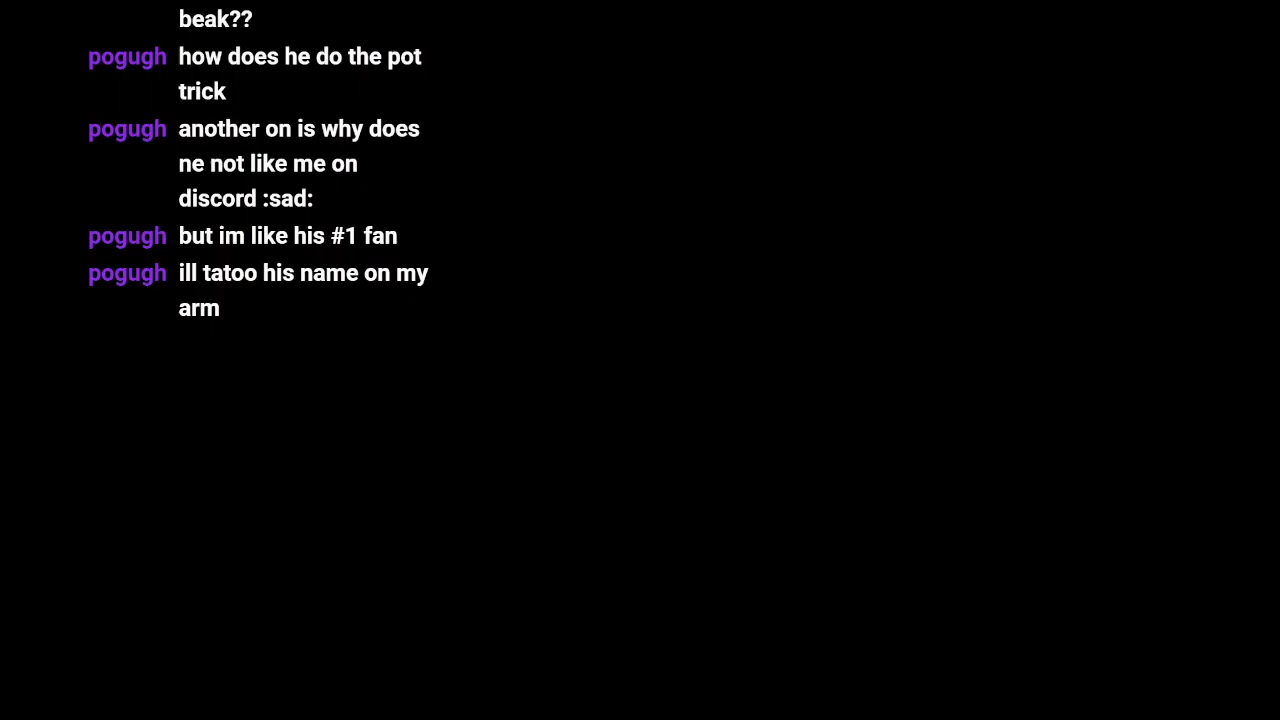 beak??
pogugh how does he do the pot
trick
pogugh another on is why does
ne not like me on
discord :sad:
pogugh but im like his #1 fan
pogugh ill tatoo his name on my
arm